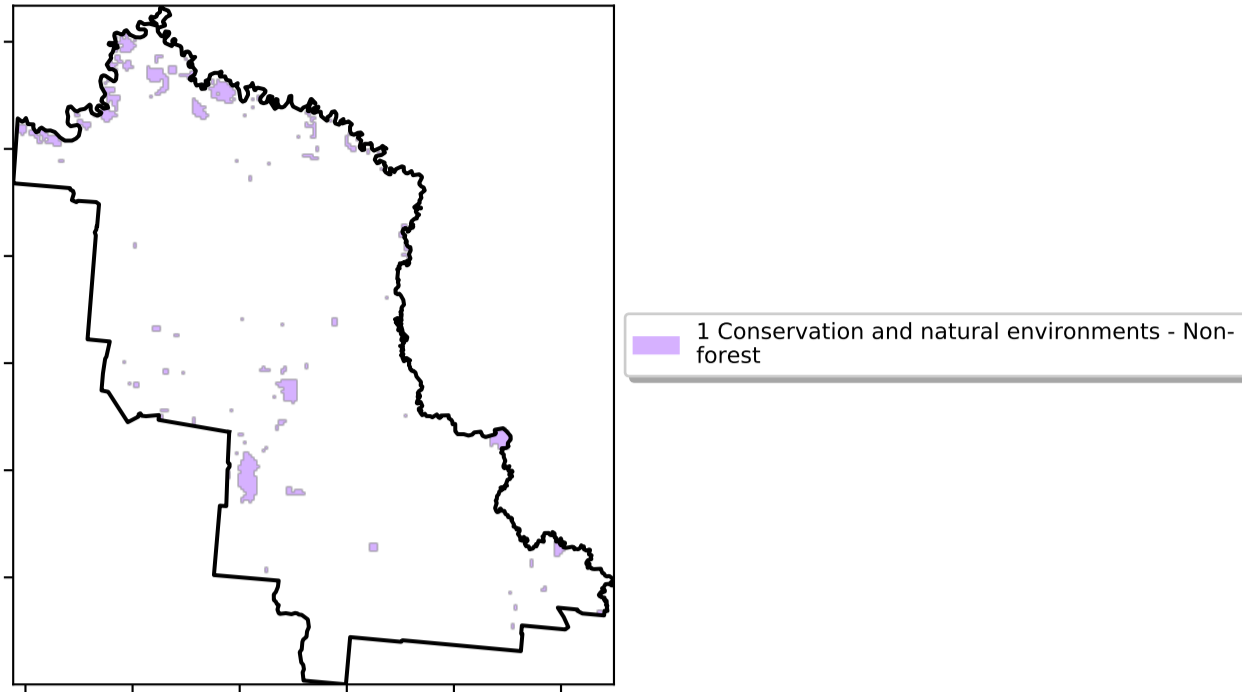 1 Conservation and natural environments - Non-
forest